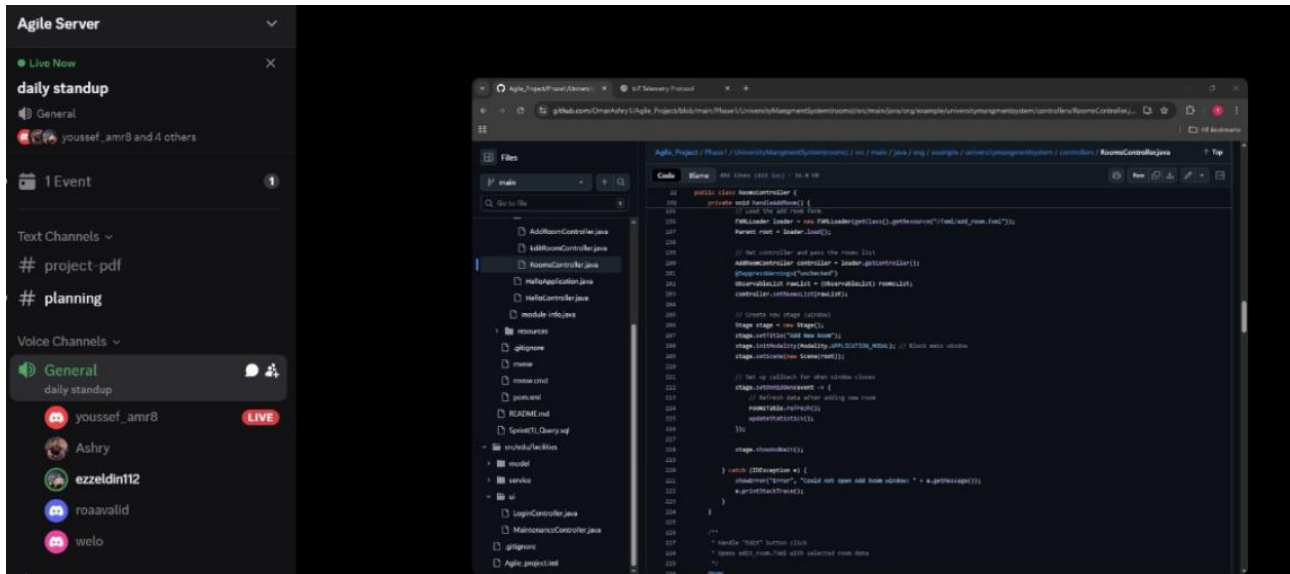 Agile Server
Live Now
daily standup
General
youssef_amr8 and 4 others
1 Event
1
Text Channels
# project-pdf
# planning
Voice Channels
General
daily standup
youssef_amr8
LIVE
Ashry
ezzeldin112
roaavalid
welo
IoT Telemetry Protocol
All Bookmarks
Files
main
Go to file
AddRoomController.java
EditRoomController.java
RoomsController.java
HelloApplication.java
HelloController.java
module-info.java
resources
.gitignore
mvnw
mvnw.cmd
pom.xml
README.md
Sprint(1)_Query.sql
src/edu/facilities
model
service
ui
LoginController.java
MaintenanceController.java
.gitignore
Agile_project.iml
RoomsController.java
Top
Code
Blame
Raw
public class RoomsController {
private void handleAddRoom() {
// Load the add room form
FXMLLoader loader = new FXMLLoader(getClass().getResource("/fxml/add_room.fxml"));
Parent root = loader.load();
// Get controller and pass the rooms list
AddRoomController controller = loader.getController();
@SuppressWarnings("unchecked")
ObservableList rawList = (ObservableList) roomsList;
controller.setRoomsList(rawList);
// Create new stage (window)
Stage stage = new Stage();
stage.setTitle("Add New Room");
stage.initModality(Modality.APPLICATION_MODAL); // Block main window
stage.setScene(new Scene(root));
// Set up callback for when window closes
stage.setOnHidden(event -> {
// Refresh data after adding new room
roomsTable.refresh();
updateStatistics();
});
stage.showAndWait();
} catch (IOException e) {
showError("Error", "Could not open Add Room window: " + e.getMessage());
e.printStackTrace();
}
}
/**
* Handle "Edit" button click
* Opens edit_room.fxml with selected room data
*/